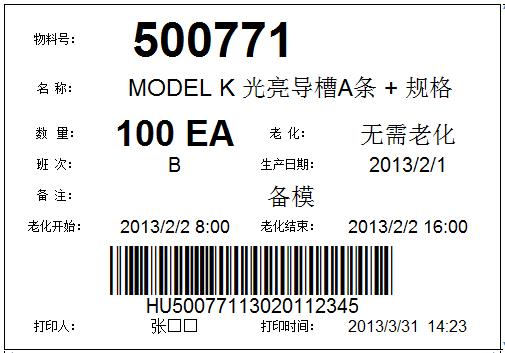 物料号： 500771
名 称： MODEL K 光亮导槽A条 + 规格
数 量： 100 EA 老 化： 无需老化
班 次： B 生产日期： 2013/2/1
备 注： 备模
老化开始： 2013/2/2 8:00 老化结束： 2013/2/2 16:00
HU500771130201​12345
打印人： 张□□ 打印时间： 2013/3/31 14:23